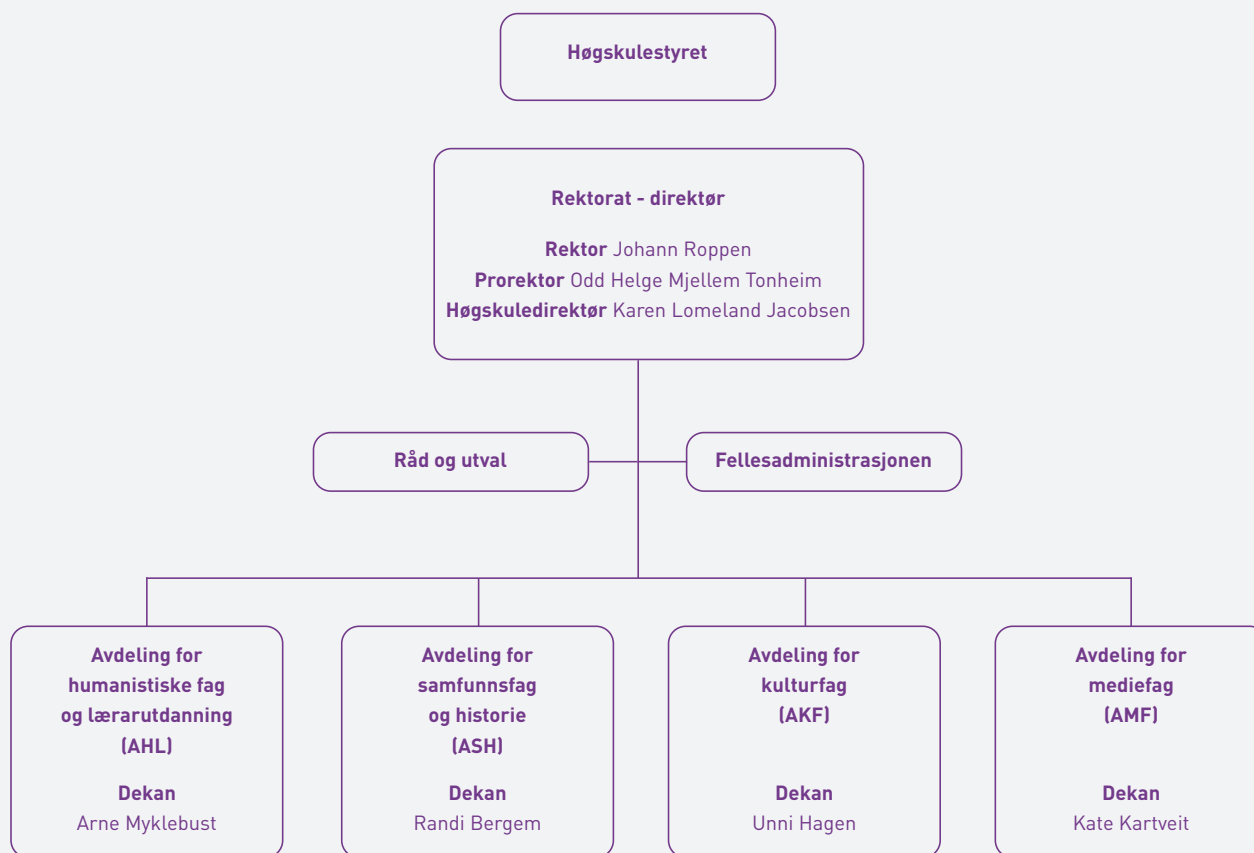 Høgskulestyret
Rektorat - direktør
Rektor Johann Roppen
Prorektor Odd Helge Mjellem Tonheim
Høgskuledirektør Karen Lomeland Jacobsen
Råd og utval
Fellesadministrasjonen
Avdeling for
humanistiske fag
og lærarutdanning
(AHL)
Dekan
Arne Myklebust
Avdeling for
samfunnsfag
og historie
(ASH)
Dekan
Randi Bergem
Avdeling for
kulturfag
(AKF)
Dekan
Unni Hagen
Avdeling for
mediefag
(AMF)
Dekan
Kate Kartveit